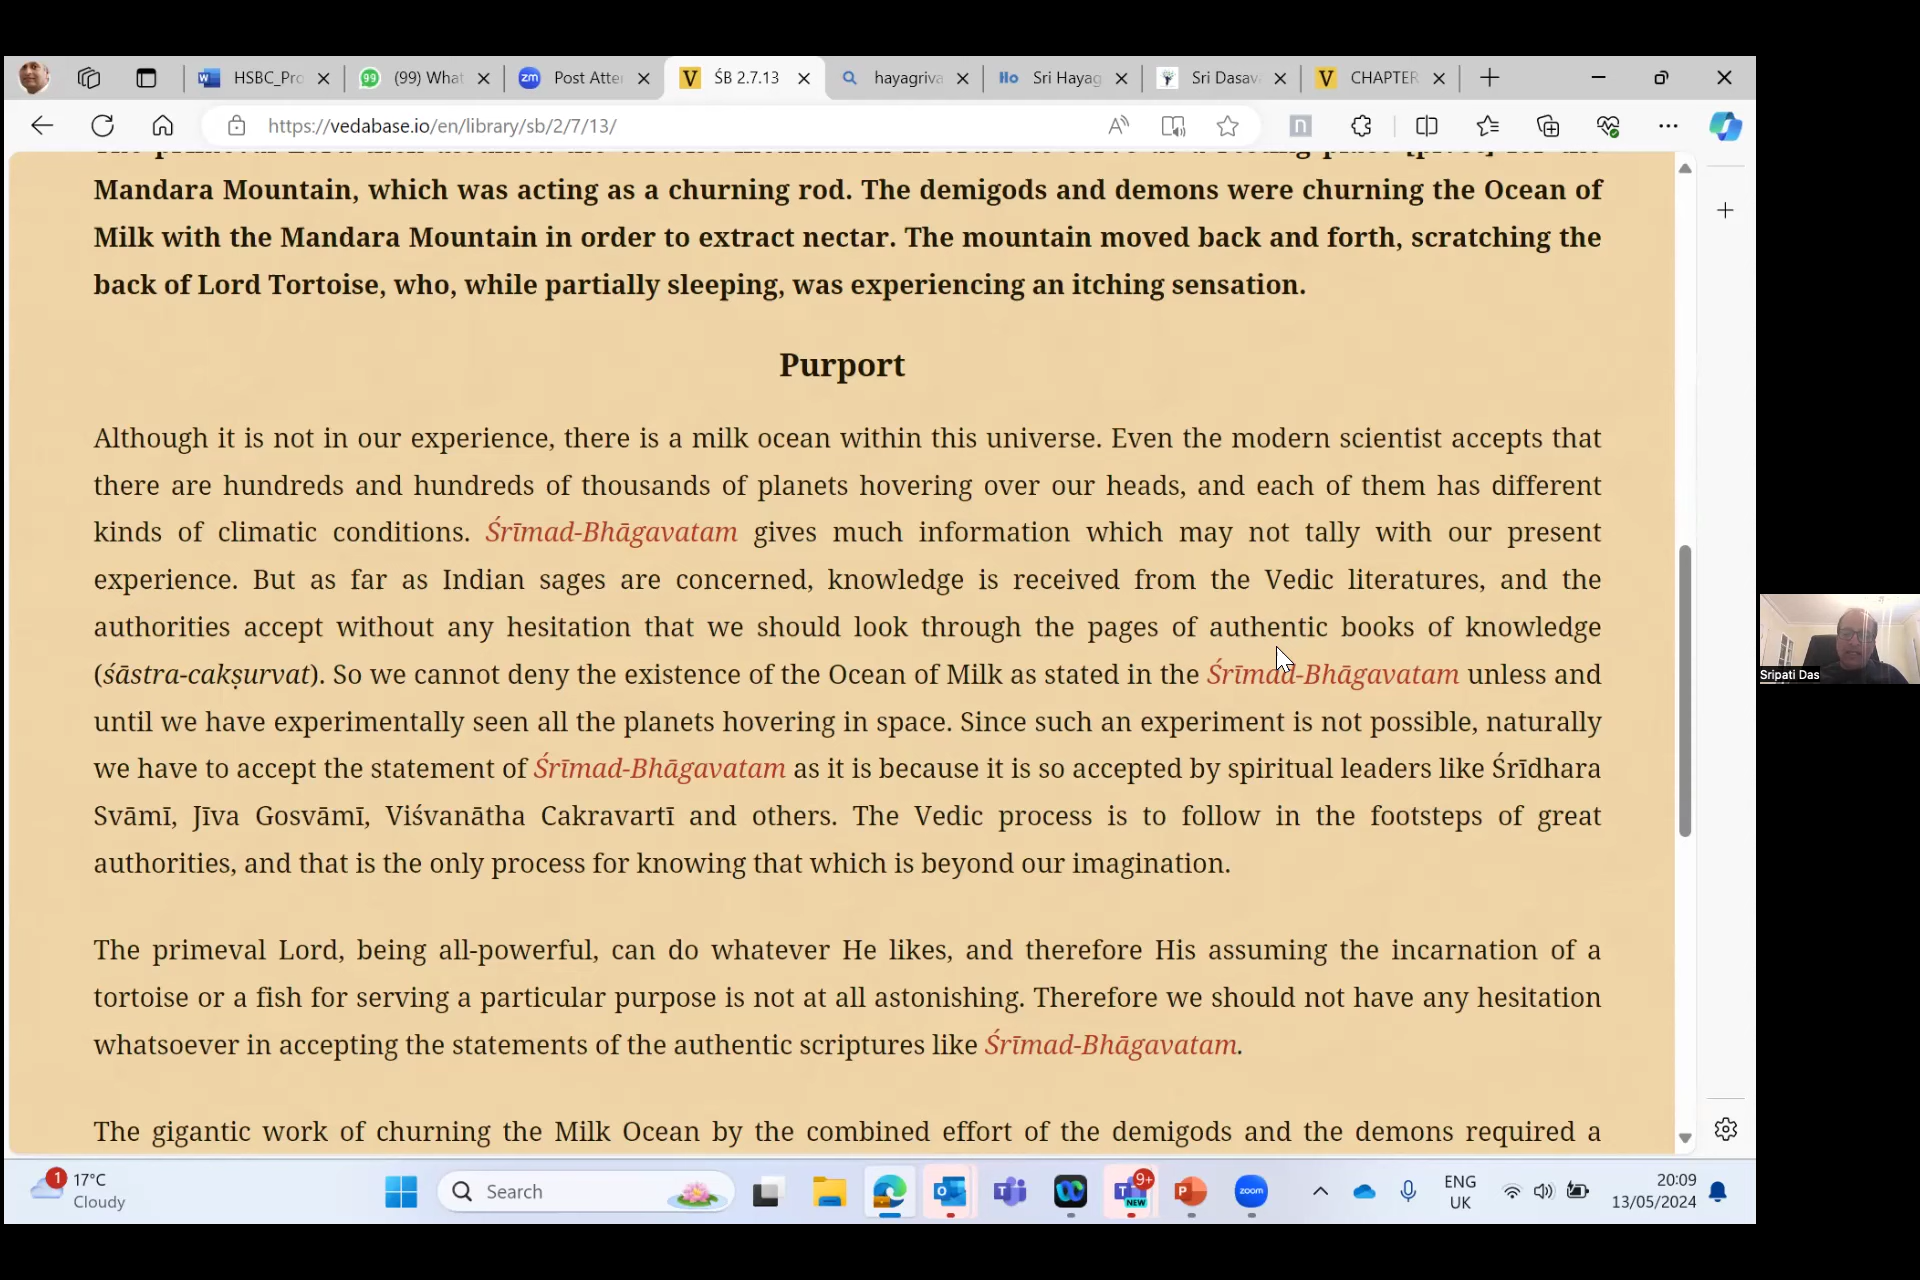 HSBC_Pro
(99) What
Post Atte
ŚB 2.7.13
hayagriva
Sri Hayag
Sri Dasav
CHAPTER
https://vedabase.io/en/library/sb/2/7/13/
Mandara Mountain, which was acting as a churning rod. The demigods and demons were churning the Ocean of
Milk with the Mandara Mountain in order to extract nectar. The mountain moved back and forth, scratching the
back of Lord Tortoise, who, while partially sleeping, was experiencing an itching sensation.
Purport
Although it is not in our experience, there is a milk ocean within this universe. Even the modern scientist accepts that
there are hundreds and hundreds of thousands of planets hovering over our heads, and each of them has different
kinds of climatic conditions. Śrīmad-Bhāgavatam gives much information which may not tally with our present
experience. But as far as Indian sages are concerned, knowledge is received from the Vedic literatures, and the
authorities accept without any hesitation that we should look through the pages of authentic books of knowledge
(śāstra-cakṣurvat). So we cannot deny the existence of the Ocean of Milk as stated in the Śrīmad-Bhāgavatam unless and
until we have experimentally seen all the planets hovering in space. Since such an experiment is not possible, naturally
we have to accept the statement of Śrīmad-Bhāgavatam as it is because it is so accepted by spiritual leaders like Śrīdhara
Svāmī, Jīva Gosvāmī, Viśvanātha Cakravartī and others. The Vedic process is to follow in the footsteps of great
authorities, and that is the only process for knowing that which is beyond our imagination.
The primeval Lord, being all-powerful, can do whatever He likes, and therefore His assuming the incarnation of a
tortoise or a fish for serving a particular purpose is not at all astonishing. Therefore we should not have any hesitation
whatsoever in accepting the statements of the authentic scriptures like Śrīmad-Bhāgavatam.
The gigantic work of churning the Milk Ocean by the combined effort of the demigods and the demons required a
Sripati Das
1
17°C
Cloudy
Search
9+
NEW
zoom
ENG
UK
20:09
13/05/2024